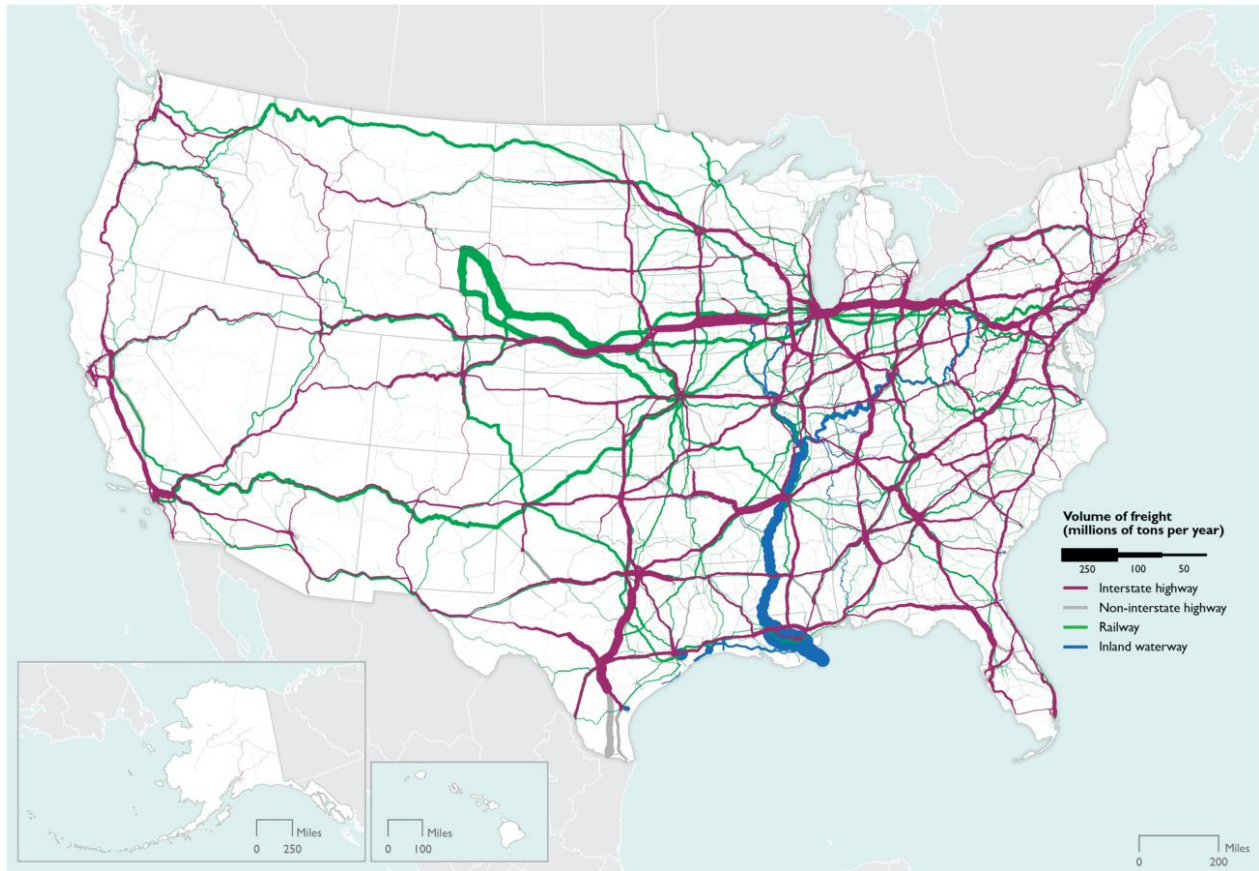 Volume of freight
(millions of tons per year)
250 100 50
Interstate highway
Non-interstate highway
Railway
Inland waterway
Miles
0 250
Miles
0 100
Miles
0 200